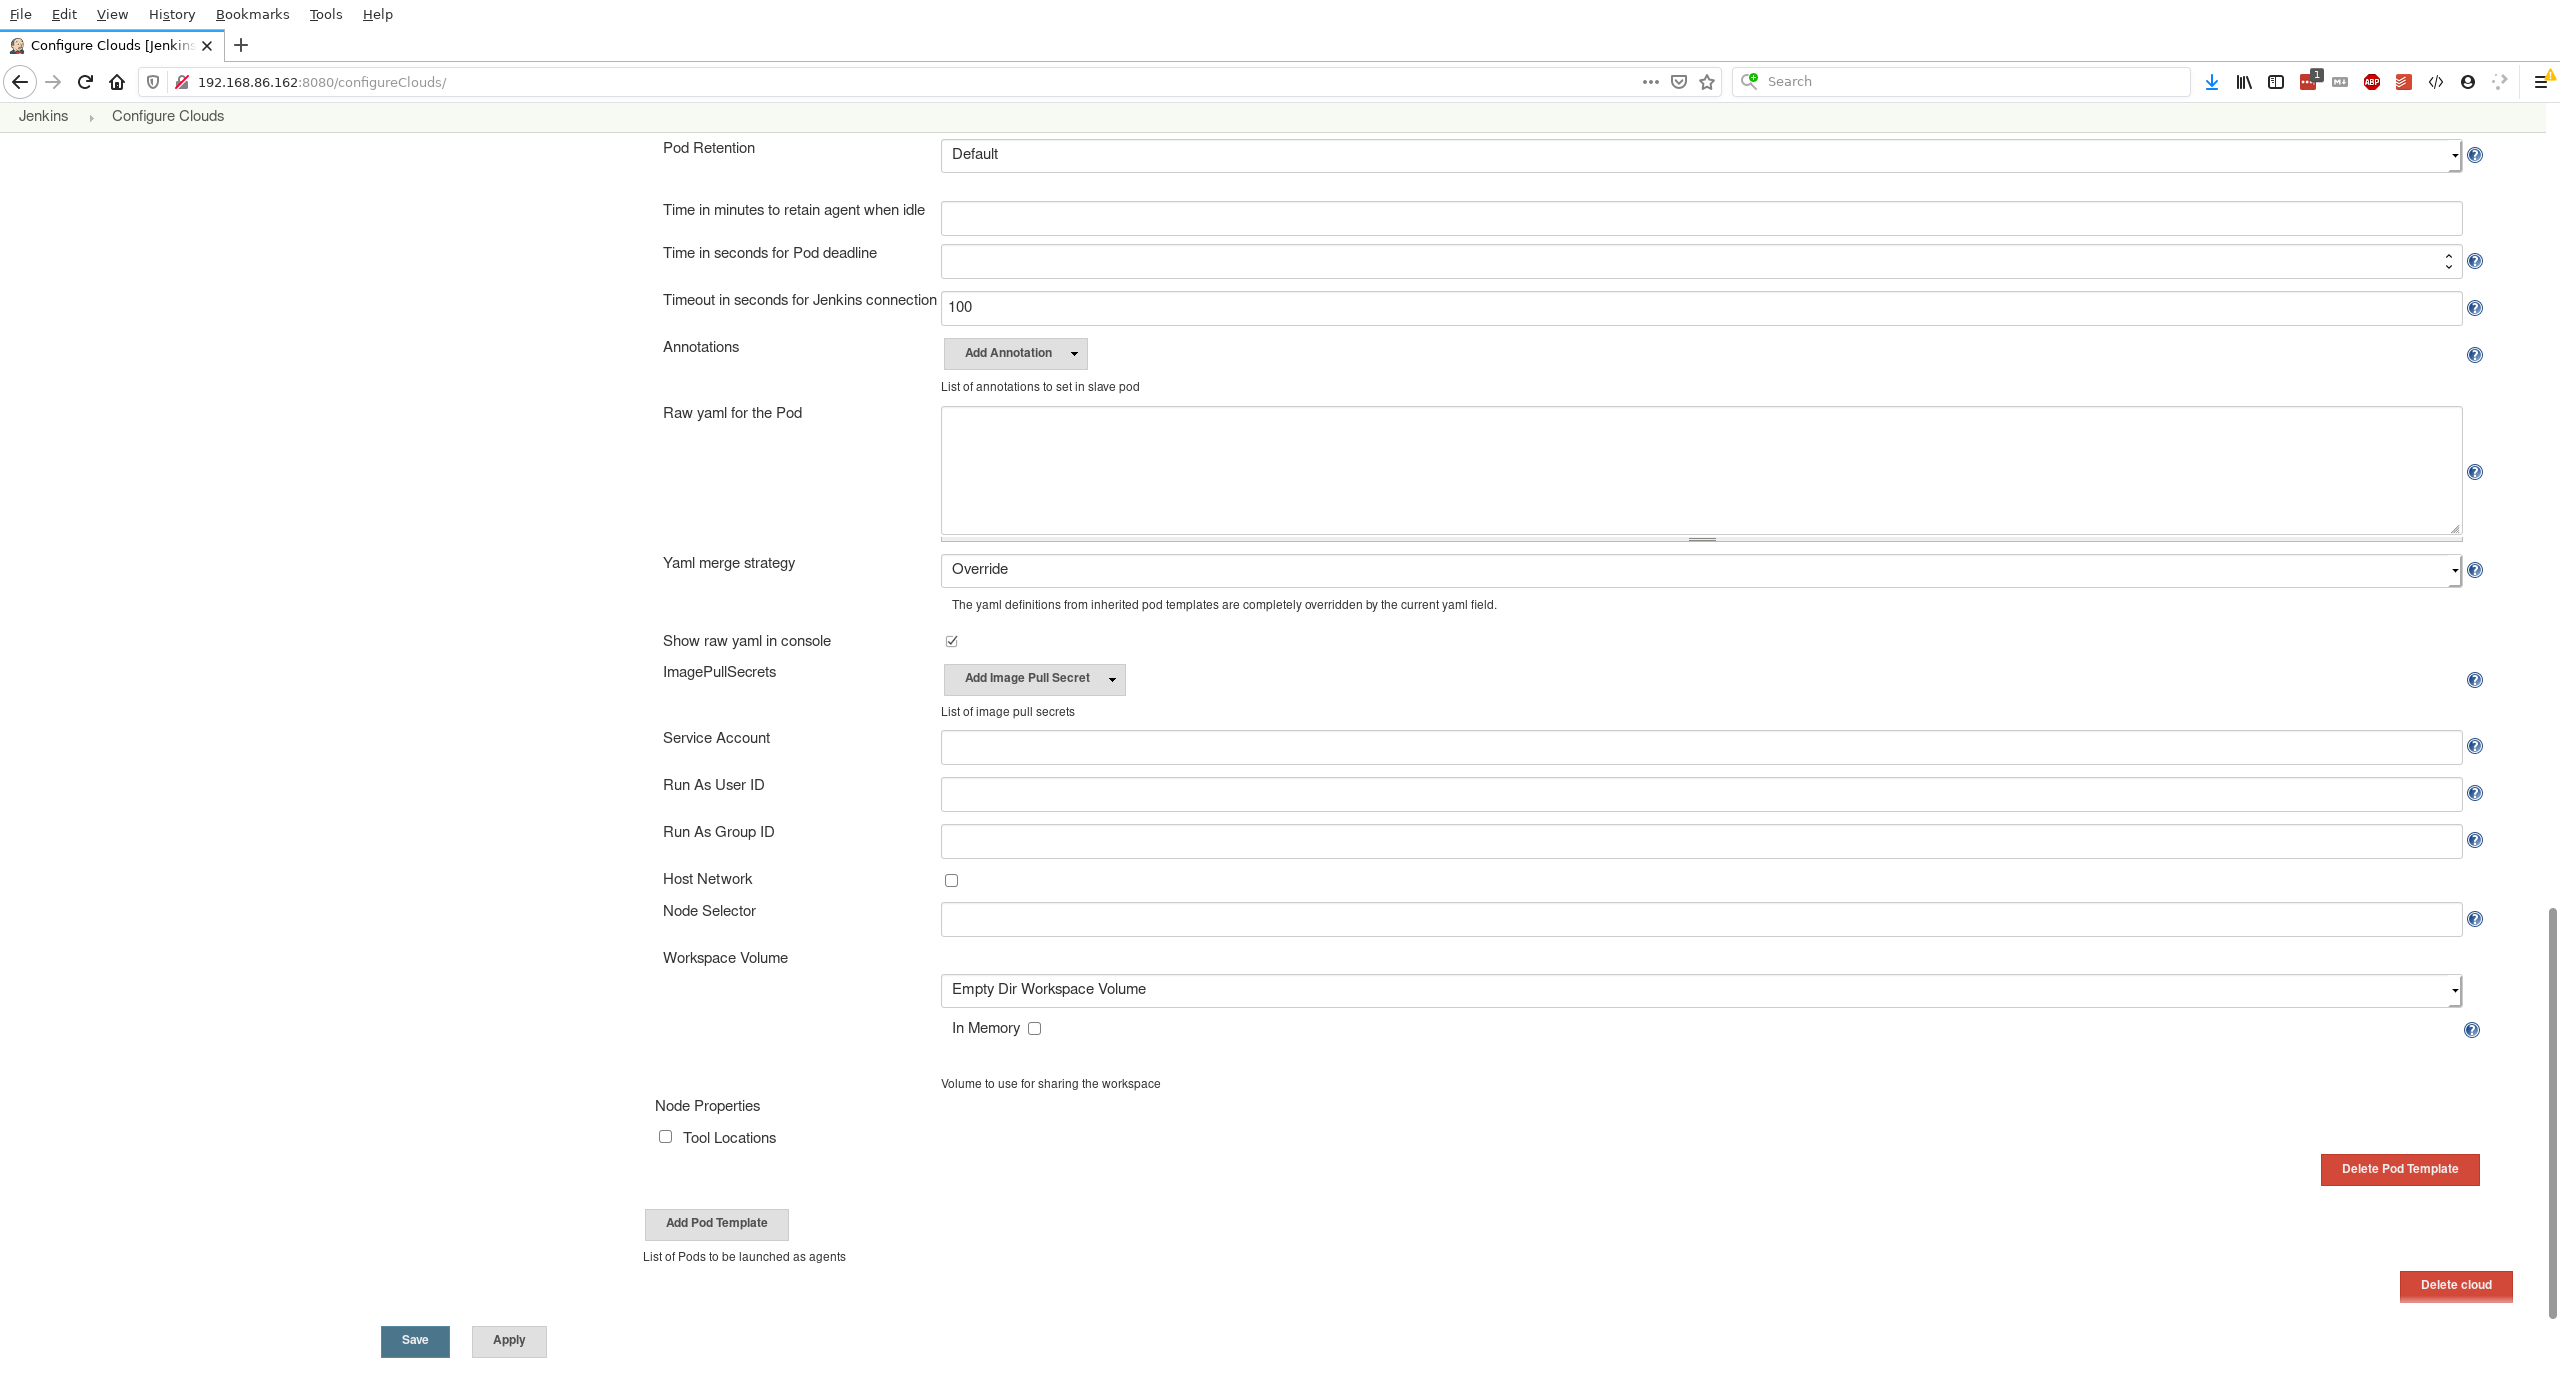 File Edit View History Bookmarks Tools Help
Configure Clouds [Jenkins
192.168.86.162:8080/configureClouds/
Search
1
ABP
Jenkins Configure Clouds
Pod Retention Default
Time in minutes to retain agent when idle
Time in seconds for Pod deadline
Timeout in seconds for Jenkins connection 100
Annotations Add Annotation
List of annotations to set in slave pod
Raw yaml for the Pod
Yaml merge strategy Override
The yaml definitions from inherited pod templates are completely overridden by the current yaml field.
Show raw yaml in console
ImagePullSecrets Add Image Pull Secret
List of image pull secrets
Service Account
Run As User ID
Run As Group ID
Host Network
Node Selector
Workspace Volume
Empty Dir Workspace Volume
In Memory
Volume to use for sharing the workspace
Node Properties
Tool Locations
Delete Pod Template
Add Pod Template
List of Pods to be launched as agents
Delete cloud
Save Apply